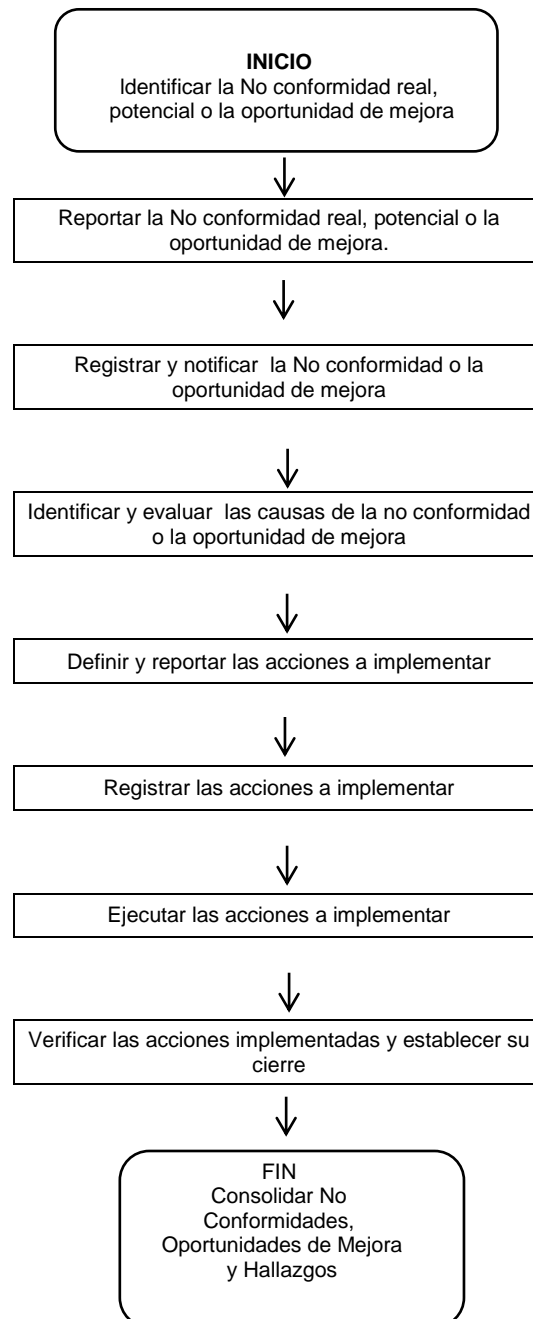 INICIO
Identificar la No conformidad real,
potencial o la oportunidad de mejora
Reportar la No conformidad real, potencial o la
oportunidad de mejora.
Registrar y notificar  la No conformidad o la
oportunidad de mejora
Identificar y evaluar  las causas de la no conformidad
o la oportunidad de mejora
Definir y reportar las acciones a implementar
Registrar las acciones a implementar
Ejecutar las acciones a implementar
Verificar las acciones implementadas y establecer su
cierre
FIN
Consolidar No
Conformidades,
Oportunidades de Mejora
y Hallazgos